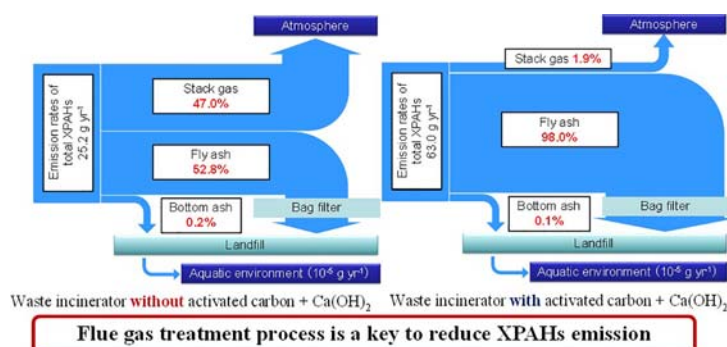 Atmosphere
Emission rates of
total XPAHs
25.2 g yr⁻¹
Stack gas
47.0%
Fly ash
52.8%
Bottom ash
0.2%
Bag filter
Landfill
Aquatic environment (10⁻⁵ g yr⁻¹)
Waste incinerator without activated carbon + Ca(OH)₂
Atmosphere
Emission rates of
total XPAHs
63.0 g yr⁻¹
Stack gas 1.9%
Fly ash
98.0%
Bottom ash
0.1%
Bag filter
Landfill
Aquatic environment (10⁻⁵ g yr⁻¹)
Waste incinerator with activated carbon + Ca(OH)₂
Flue gas treatment process is a key to reduce XPAHs emission